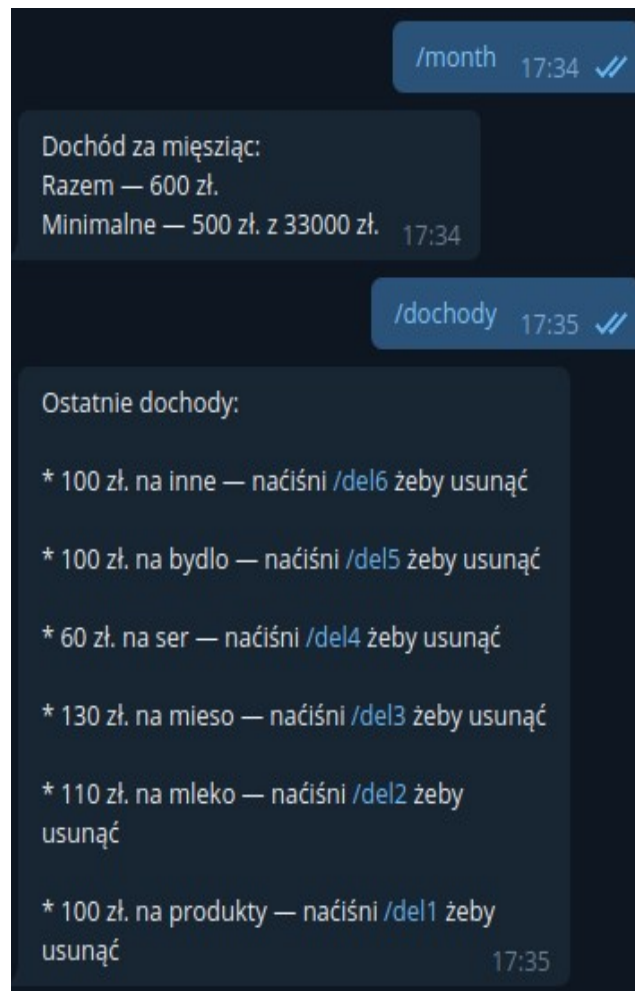 /month 17:34
Dochód za mięsziąc:
Razem — 600 zł.
Minimalne — 500 zł. z 33000 zł. 17:34
/dochody 17:35
Ostatnie dochody:
* 100 zł. na inne — naćiśni /del6 żeby usunąć
* 100 zł. na bydlo — naćiśni /del5 żeby usunąć
* 60 zł. na ser — naćiśni /del4 żeby usunąć
* 130 zł. na mieso — naćiśni /del3 żeby usunąć
* 110 zł. na mleko — naćiśni /del2 żeby
usunąć
* 100 zł. na produkty — naćiśni /del1 żeby
usunąć 17:35